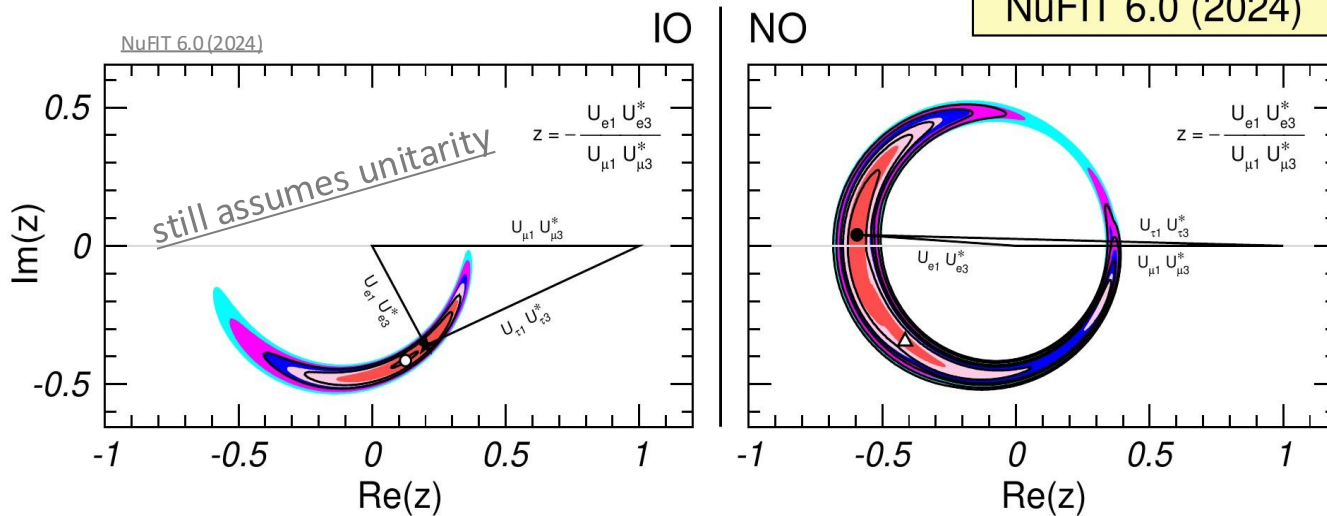 NuFIT 6.0 (2024)
NuFIT 6.0 (2024)
IO
NO
still assumes unitarity
z = − U_e1 U*_e3 / U_μ1 U*_μ3
z = − U_e1 U*_e3 / U_μ1 U*_μ3
U_μ1 U*_μ3
U_e1 U*_e3
U_τ1 U*_τ3
U_τ1 U*_τ3
U_e1 U*_e3
U_μ1 U*_μ3
Im(z)
0.5
0
-0.5
-1 -0.5 0 0.5 1
-1 -0.5 0 0.5 1
Re(z)
Re(z)